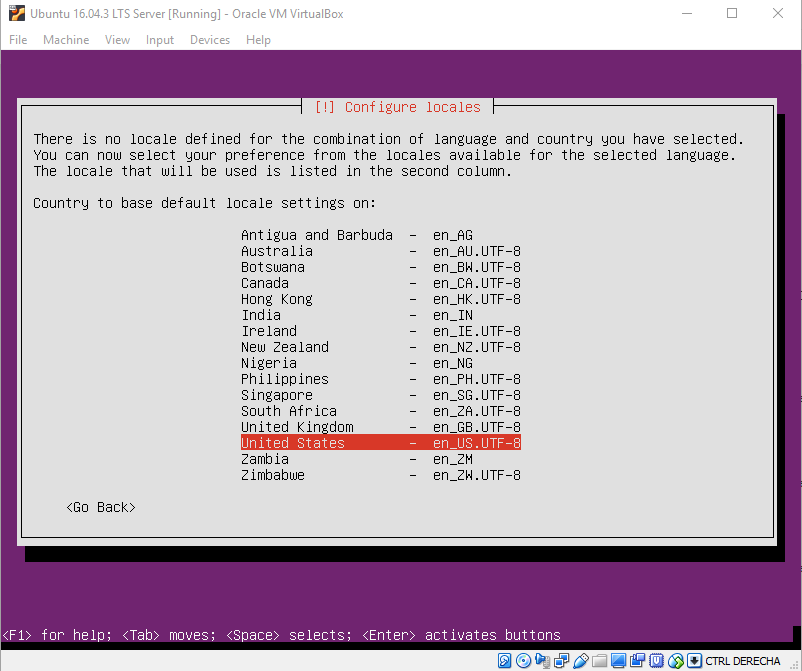 Ubuntu 16.04.3 LTS Server [Running] - Oracle VM VirtualBox
File Machine View Input Devices Help
[!] Configure locales
There is no locale defined for the combination of language and country you have selected.
You can now select your preference from the locales available for the selected language.
The locale that will be used is listed in the second column.
Country to base default locale settings on:
Antigua and Barbuda - en_AG
Australia - en_AU.UTF-8
Botswana - en_BW.UTF-8
Canada - en_CA.UTF-8
Hong Kong - en_HK.UTF-8
India - en_IN
Ireland - en_IE.UTF-8
New Zealand - en_NZ.UTF-8
Nigeria - en_NG
Philippines - en_PH.UTF-8
Singapore - en_SG.UTF-8
South Africa - en_ZA.UTF-8
United Kingdom - en_GB.UTF-8
United States - en_US.UTF-8
Zambia - en_ZM
Zimbabwe - en_ZW.UTF-8
<Go Back>
<F1> for help; <Tab> moves; <Space> selects; <Enter> activates buttons
CTRL DERECHA